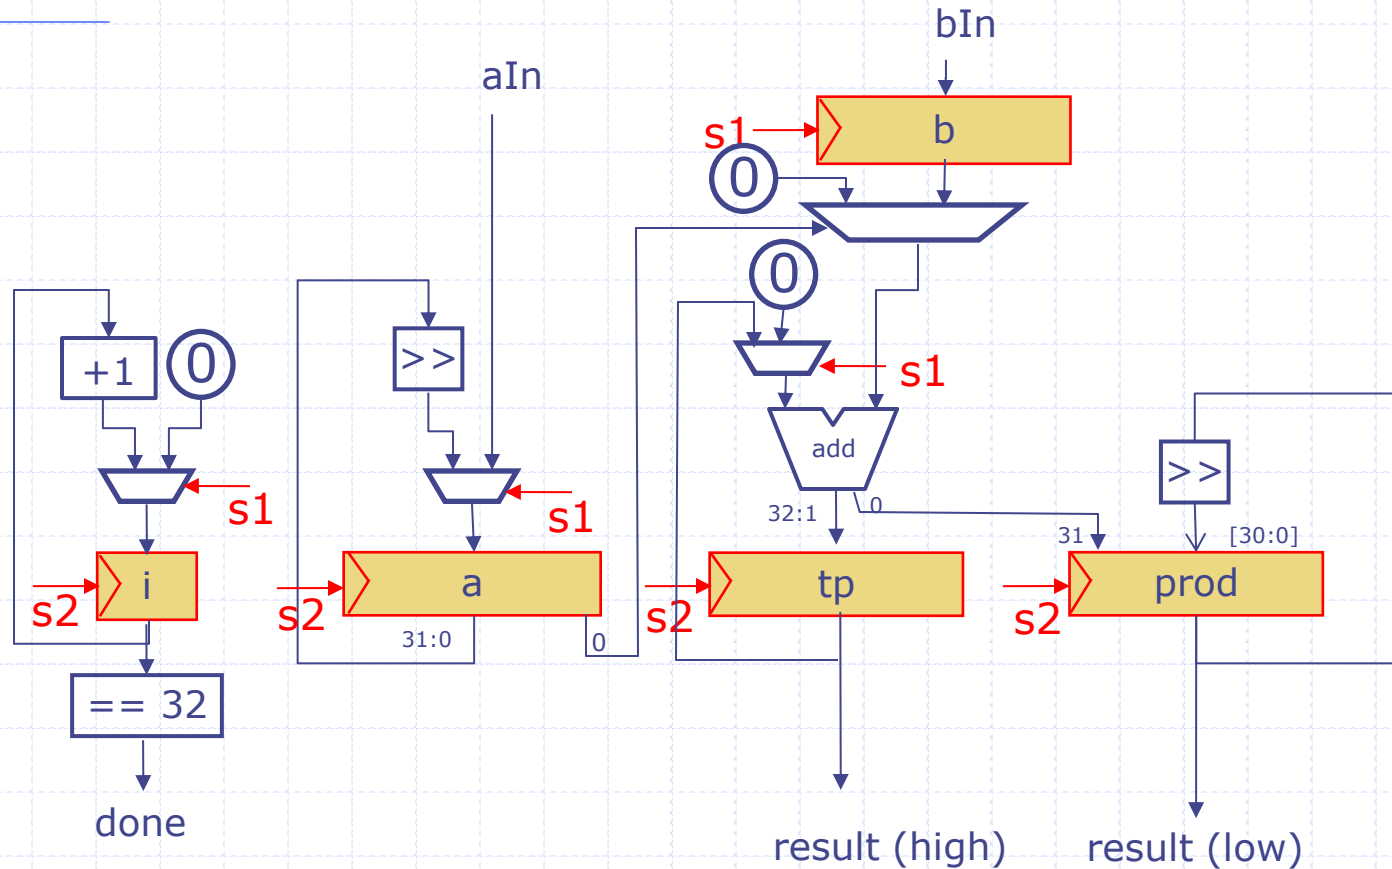 bIn
aIn
s1
b
0
0
+1
0
>>
s1
add
>>
s1
s1
32:1
0
31
[30:0]
s2
i
s2
a
s2
tp
s2
prod
31:0
0
== 32
done
result (high)
result (low)